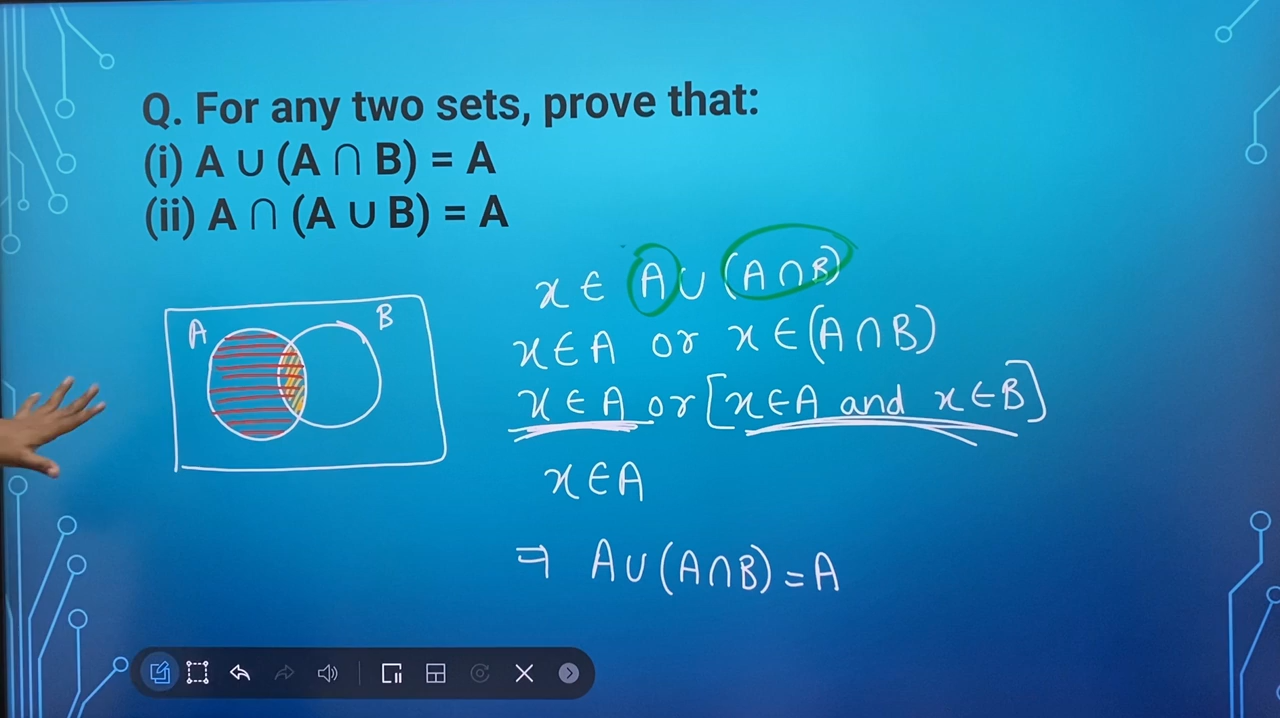 Q. For any two sets, prove that:
(i) A ∪ (A ∩ B) = A
(ii) A ∩ (A ∪ B) = A
x ∈ A ∪ (A ∩ B)
A B
x ∈ A or x ∈ (A ∩ B)
x ∈ A or [x ∈ A and x ∈ B]
x ∈ A
⇒ A ∪ (A ∩ B) = A